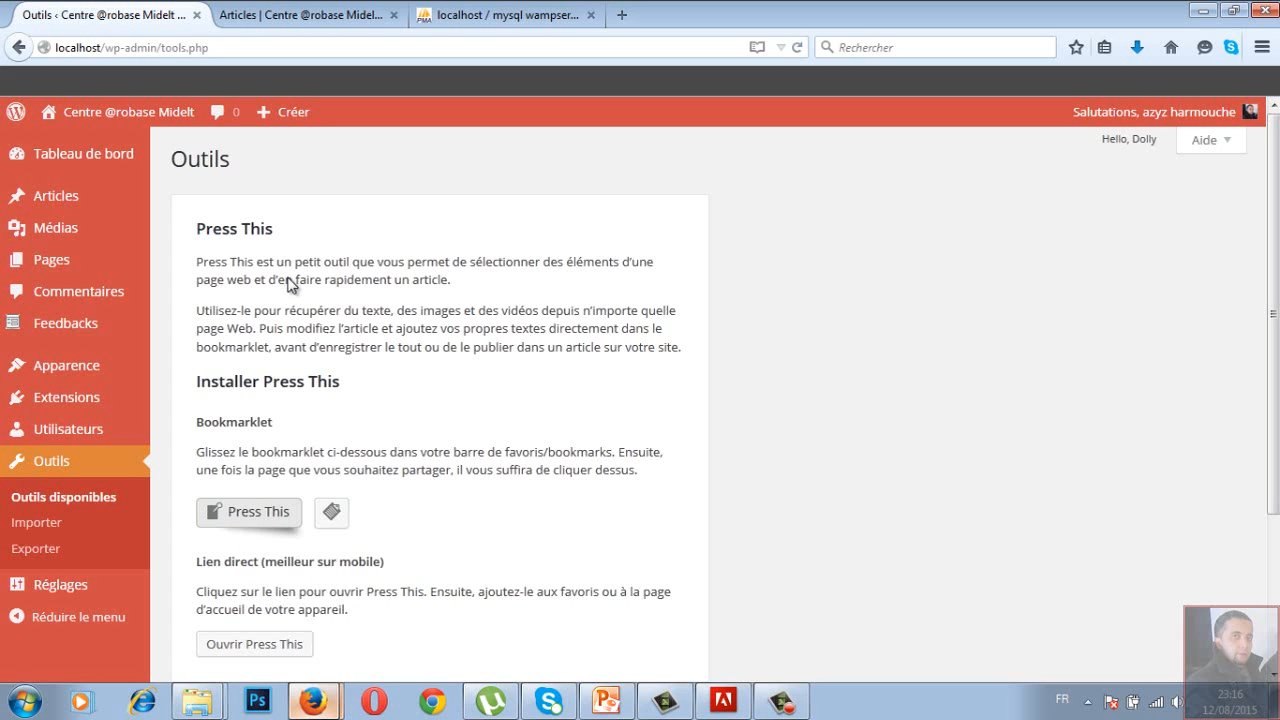 Outils ‹ Centre @robase Midelt ...
Articles | Centre @robase Midel...
localhost / mysql wampser...
localhost/wp-admin/tools.php
Rechercher
Centre @robase Midelt
0
Créer
Salutations, azyz harmouche
Tableau de bord
Articles
Médias
Pages
Commentaires
Feedbacks
Apparence
Extensions
Utilisateurs
Outils
Outils disponibles
Importer
Exporter
Réglages
Réduire le menu
Hello, Dolly
Aide
Outils
Press This
Press This est un petit outil que vous permet de sélectionner des éléments d’une
page web et d’en faire rapidement un article.
Utilisez-le pour récupérer du texte, des images et des vidéos depuis n’importe quelle
page Web. Puis modifiez l’article et ajoutez vos propres textes directement dans le
bookmarklet, avant d’enregistrer le tout ou de le publier dans un article sur votre site.
Installer Press This
Bookmarklet
Glissez le bookmarklet ci-dessous dans votre barre de favoris/bookmarks. Ensuite,
une fois la page que vous souhaitez partager, il vous suffira de cliquer dessus.
Press This
Lien direct (meilleur sur mobile)
Cliquez sur le lien pour ouvrir Press This. Ensuite, ajoutez-le aux favoris ou à la page
d’accueil de votre appareil.
Ouvrir Press This
Ps
FR
23:16
12/08/2015